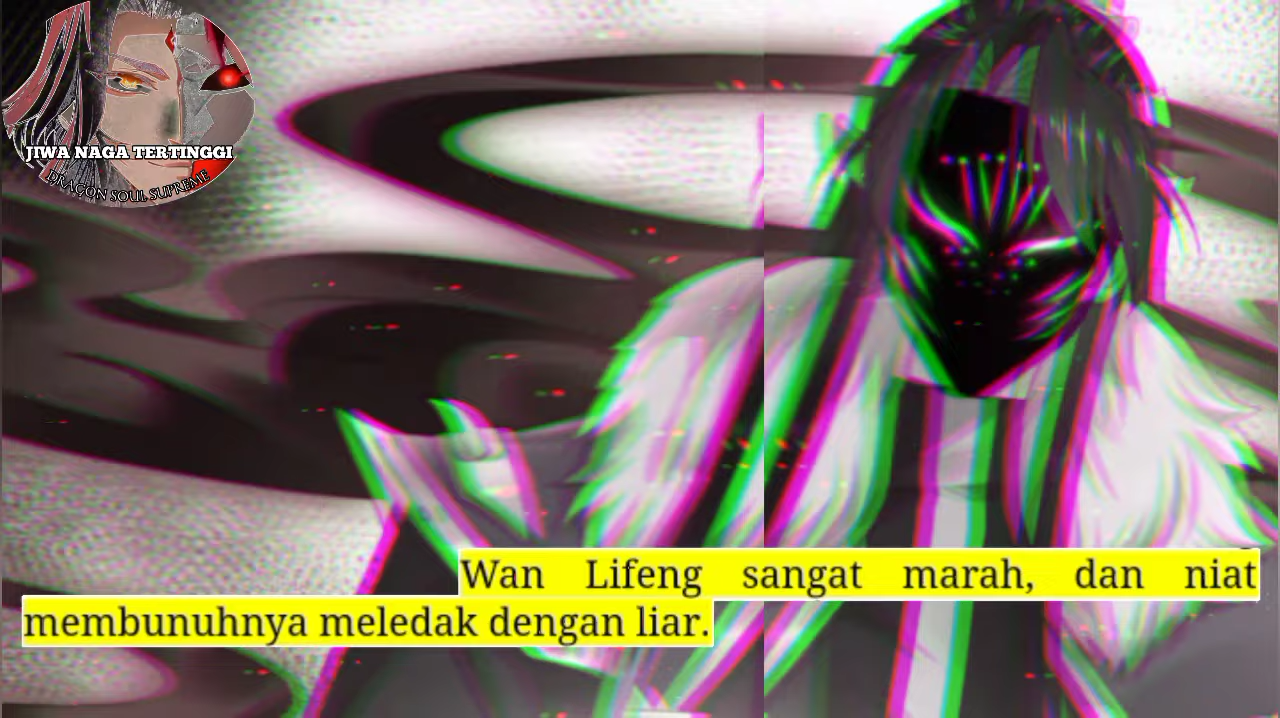 JIWA NAGA TERTINGGI
DRAGON SOUL SUPREME
Wan Lifeng sangat marah, dan niat
membunuhnya meledak dengan liar.